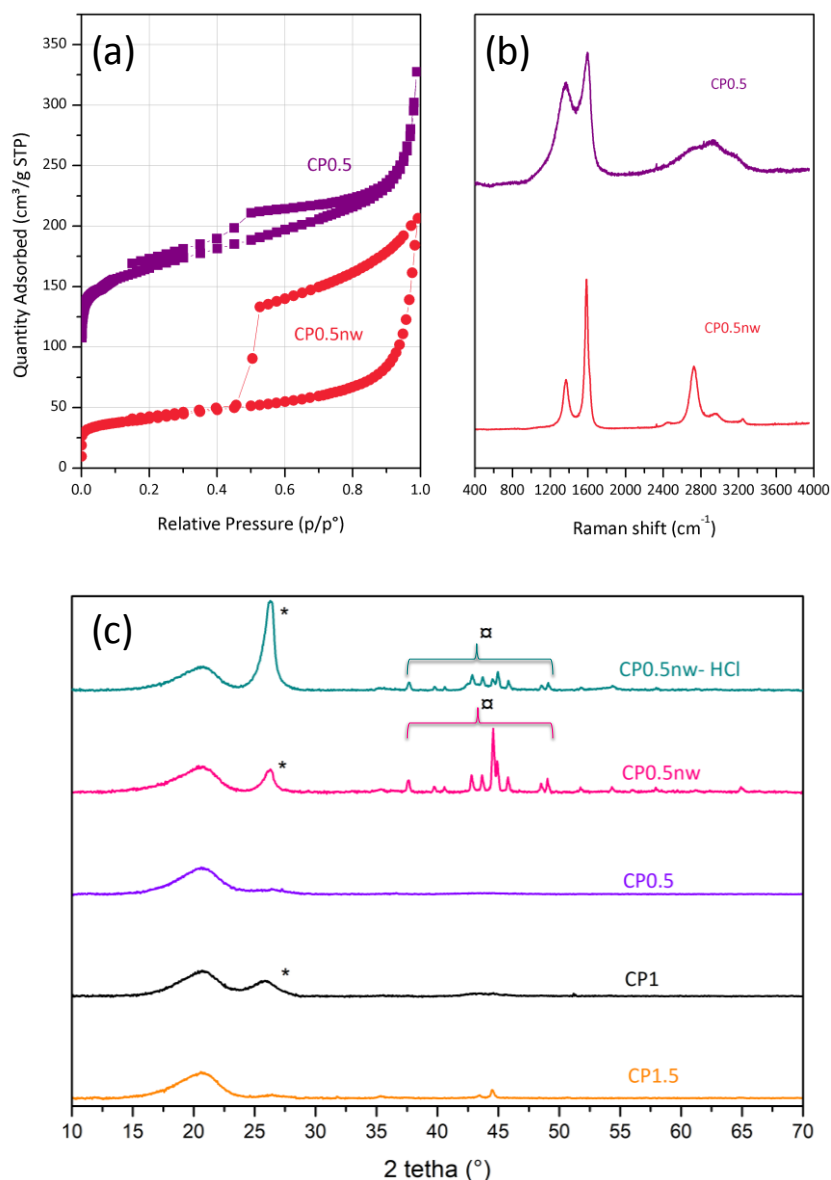 (a)
350
300
250
200
150
100
50
0
Quantity Adsorbed (cm³/g STP)
CP0.5
CP0.5nw
0.0 0.2 0.4 0.6 0.8 1.0
Relative Pressure (p/p°)
(b)
CP0.5
CP0.5nw
400 800 1200 1600 2000 2400 2800 3200 3600 4000
Raman shift (cm-1)
(c)
*
¤
CP0.5nw- HCl
¤
*
CP0.5nw
CP0.5
*
CP1
CP1.5
10 15 20 25 30 35 40 45 50 55 60 65 70
2 tetha (°)